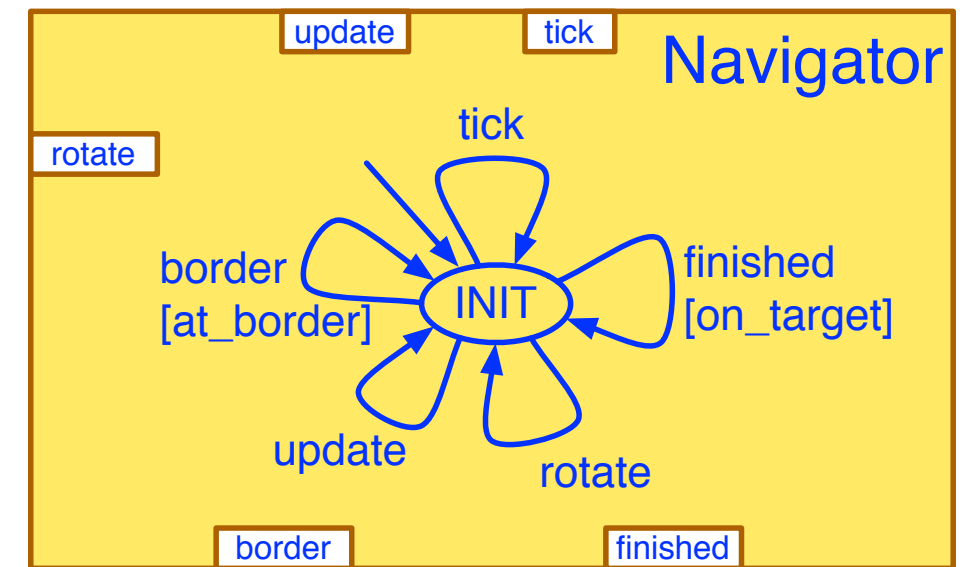 update
tick
Navigator
tick
rotate
border
[at_border]
finished
[on_target]
INIT
update
rotate
border
finished